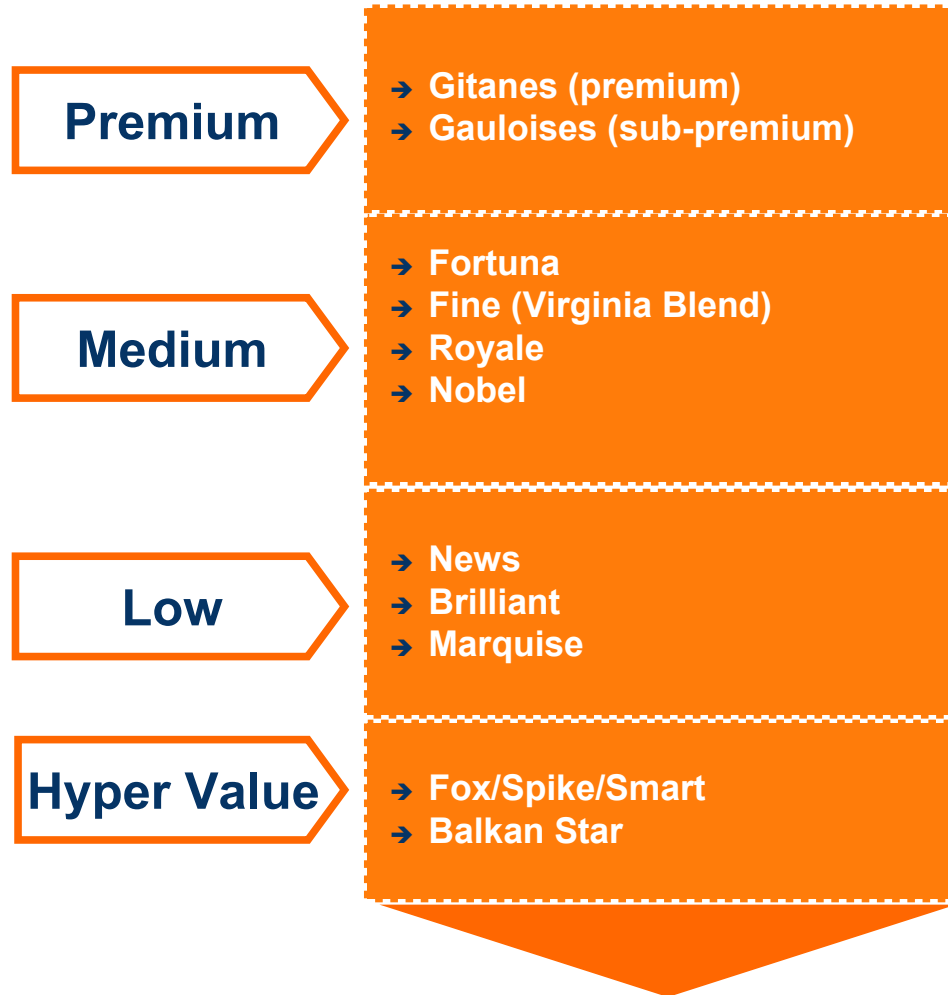 Premium
➔ Gitanes (premium)
➔ Gauloises (sub-premium)
Medium
➔ Fortuna
➔ Fine (Virginia Blend)
➔ Royale
➔ Nobel
Low
➔ News
➔ Brilliant
➔ Marquise
Hyper Value
➔ Fox/Spike/Smart
➔ Balkan Star